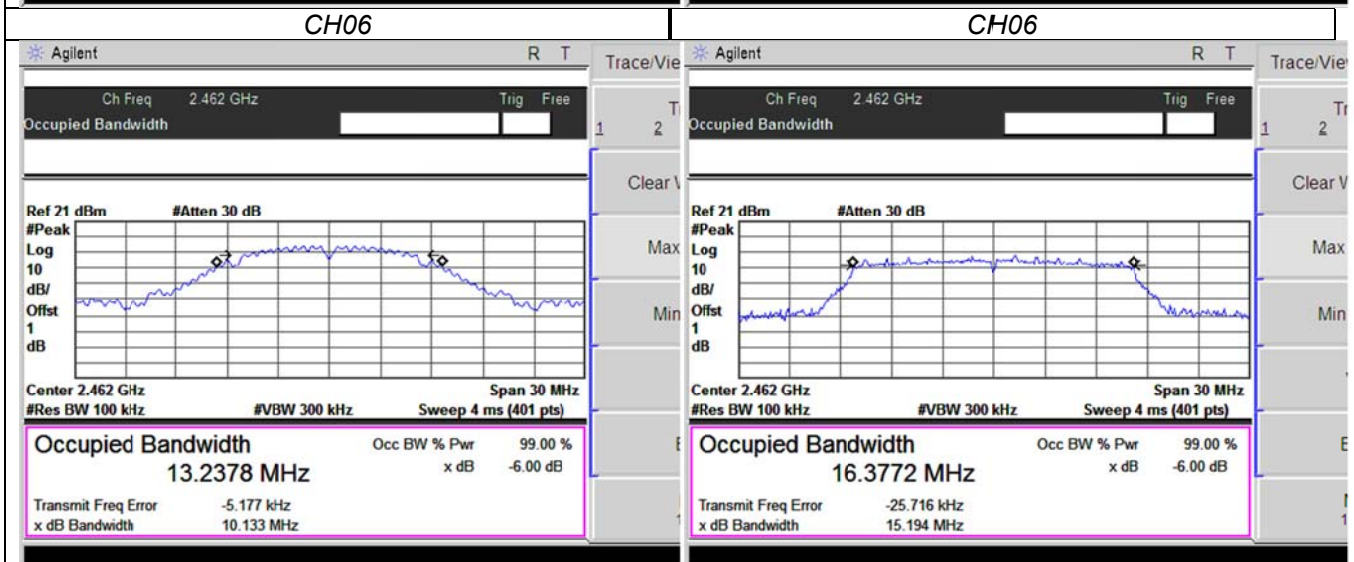 CH06
CH06
Agilent R T
Trace/Vie
Ch Freq 2.462 GHz Trig Free
Occupied Bandwidth
1 2
Clear
Max
Min
Ref 21 dBm #Atten 30 dB
#Peak
Log
10
dB/
Offst
1
dB
Center 2.462 GHz Span 30 MHz
#Res BW 100 kHz #VBW 300 kHz Sweep 4 ms (401 pts)
Occupied Bandwidth Occ BW % Pwr 99.00 %
13.2378 MHz x dB -6.00 dB
Transmit Freq Error -5.177 kHz
x dB Bandwidth 10.133 MHz
Agilent R T
Trace/Vie
Ch Freq 2.462 GHz Trig Free
Occupied Bandwidth
Tr
1 2
Clear
Max
Min
Ref 21 dBm #Atten 30 dB
#Peak
Log
10
dB/
Offst
1
dB
Center 2.462 GHz Span 30 MHz
#Res BW 100 kHz #VBW 300 kHz Sweep 4 ms (401 pts)
Occupied Bandwidth Occ BW % Pwr 99.00 %
16.3772 MHz x dB -6.00 dB
Transmit Freq Error -25.716 kHz
x dB Bandwidth 15.194 MHz